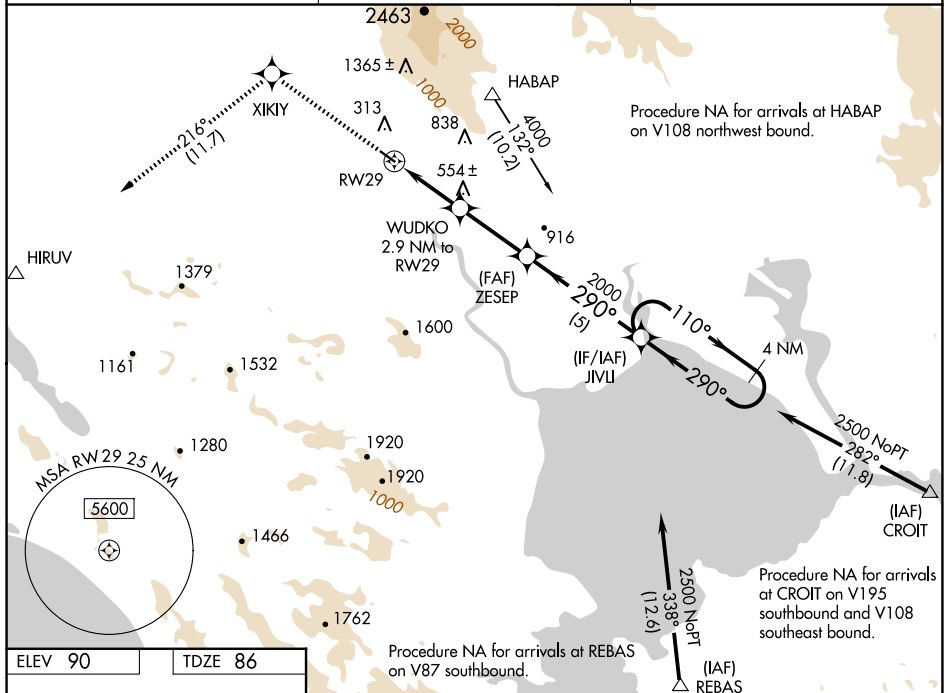 2463
2000
1365 ±
1000
HABAP
XIKIY
313
838
4000
132°
(10.2)
Procedure NA for arrivals at HABAP
on V108 northwest bound.
216°
(11.7)
RW29
554 ±
WUDKO
2.9 NM to
RW29
916
HIRUV
(FAF)
ZESEP
1379
2000
290°
(5)
110°
1600
4 NM
1161
1532
(IF/IAF)
JIVLI
290°
2500 NoPT
282°
(11.8)
1280
1920
1920
1000
MSA RW29 25 NM
5600
(IAF)
CROIT
1466
2500 NoPT
338°
(12.6)
Procedure NA for arrivals
at CROIT on V195
southbound and V108
southeast bound.
1762
Procedure NA for arrivals at REBAS
on V87 southbound.
(IAF)
REBAS
ELEV 90
TDZE 86